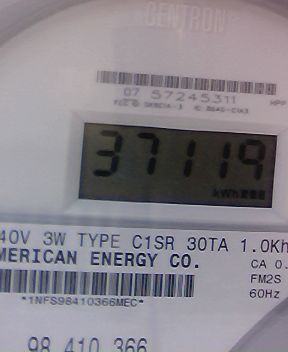 CENTRON
07 57245311
37119
kWh
40V 3W TYPE C1SR 30TA 1.0Kh
MERICAN ENERGY CO.
CA 0.
FM2S
60Hz
*1NFS98410366MEC*
98 410 366